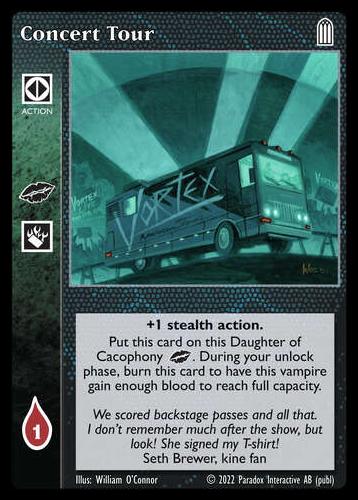 Concert Tour
ACTION
VORTEX
VORTEX
+1 stealth action.
Put this card on this Daughter of
Cacophony . During your unlock
phase, burn this card to have this vampire
gain enough blood to reach full capacity.
We scored backstage passes and all that.
I don't remember much after the show, but
look! She signed my T-shirt!
Seth Brewer, kine fan
1
Illus: William O'Connor
© 2022 Paradox Interactive AB (publ)